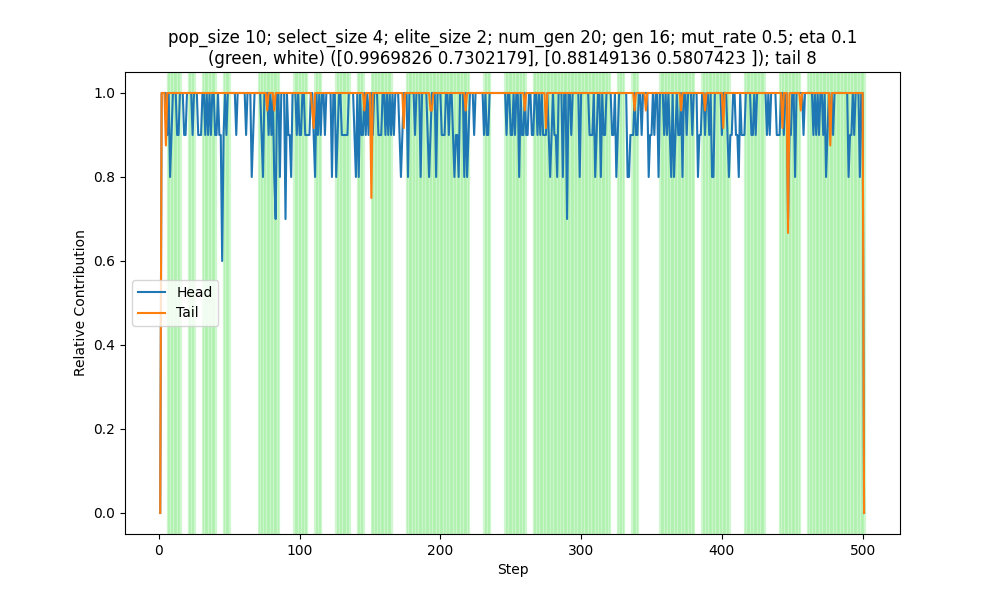 pop_size 10; select_size 4; elite_size 2; num_gen 20; gen 16; mut_rate 0.5; eta 0.1
(green, white) ([0.9969826 0.7302179], [0.88149136 0.5807423 ]); tail 8
1.0
0.8
0.6
0.4
0.2
0.0
Relative Contribution
Head
Tail
0
100
200
300
400
500
Step